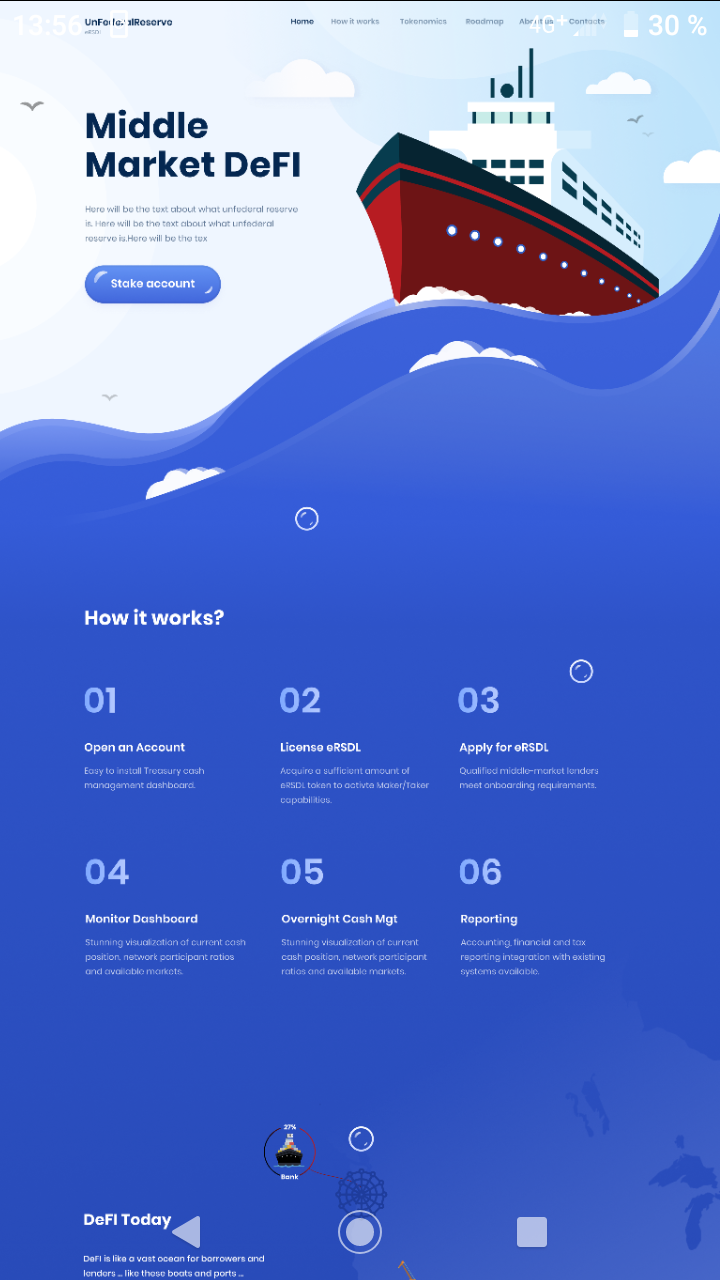 13:56
4G+
30 %
UnFederalReserve
eRSDL
Home How it works Tokenomics Roadmap About us Contacts
Middle
Market DeFI
Here will be the text about what unfederal reserve
is. Here will be the text about what unfederal
reserve is.Here will be the tex
Stake account
How it works?
01
Open an Account
Easy to install Treasury cash
management dashboard.
02
License eRSDL
Acquire a sufficient amount of
eRSDL token to activte Maker/Taker
capabilities.
03
Apply for eRSDL
Qualified middle-market lenders
meet onboarding requirements.
04
Monitor Dashboard
Stunning visualization of current cash
position, network participant ratios
and available markets.
05
Overnight Cash Mgt
Stunning visualization of current
cash position, network participant
ratios and available markets.
06
Reporting
Accounting, financial and tax
reporting integration with existing
systems available.
27%
Bank
DeFI Today
DeFI is like a vast ocean for borrowers and
lenders ... like these boats and ports ...